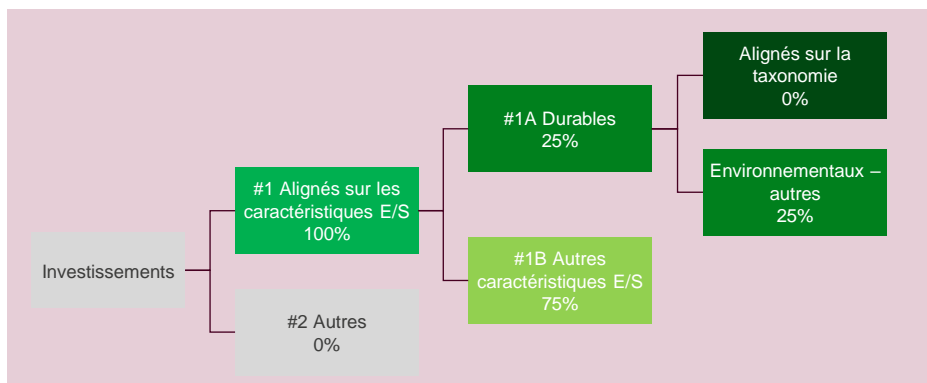 Investissements
#1 Alignés sur les
caractéristiques E/S
100%
#2 Autres
0%
#1A Durables
25%
#1B Autres
caractéristiques E/S
75%
Alignés sur la
taxonomie
0%
Environnementaux –
autres
25%